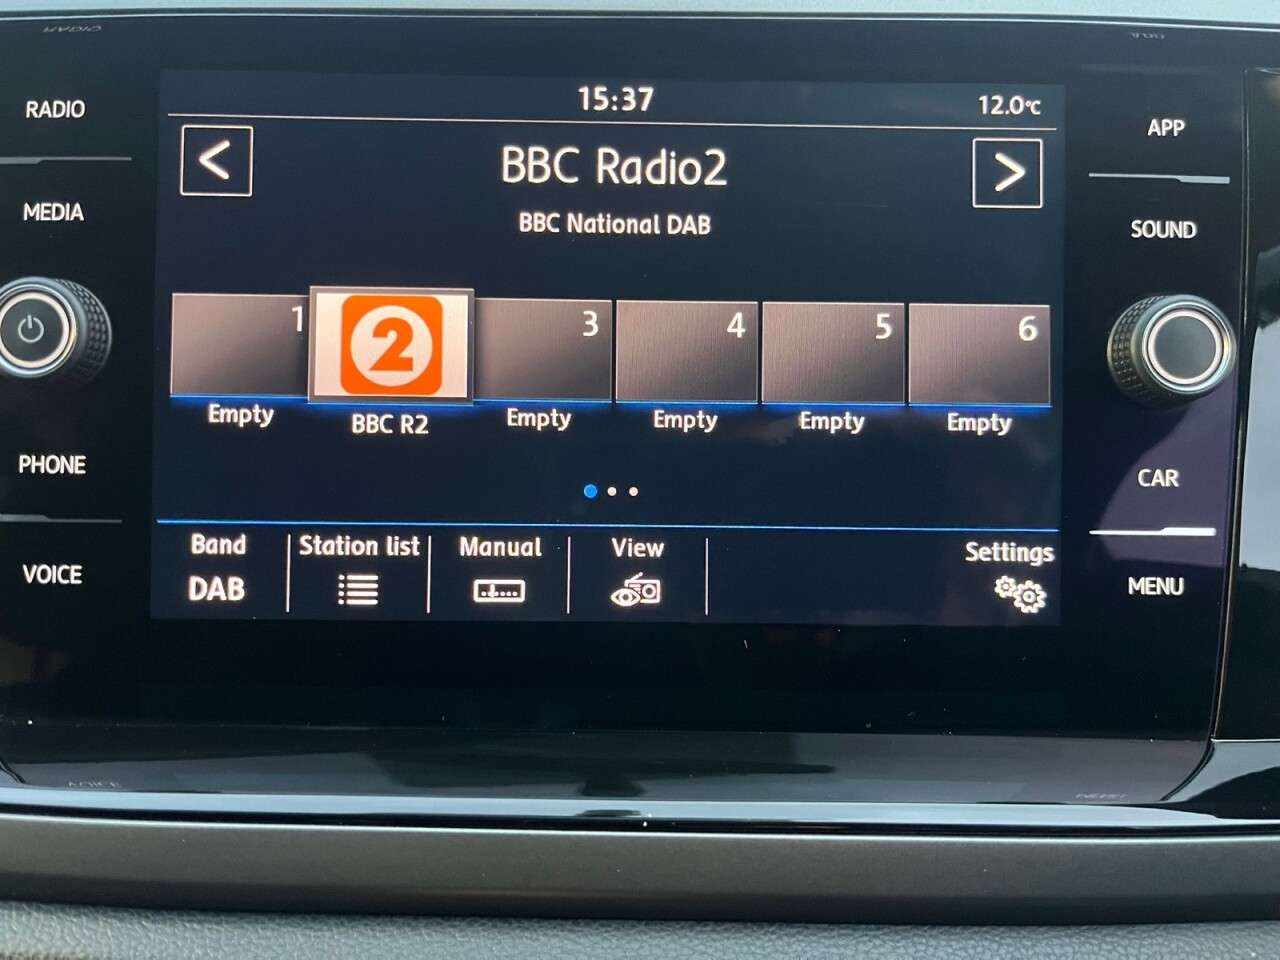 RADIO
MEDIA
PHONE
VOICE
15:37
12.0°C
<
BBC Radio2
>
BBC National DAB
1
2
3
4
5
6
Empty
BBC R2
Empty
Empty
Empty
Empty
Band
DAB
Station list
Manual
View
Settings
APP
SOUND
CAR
MENU